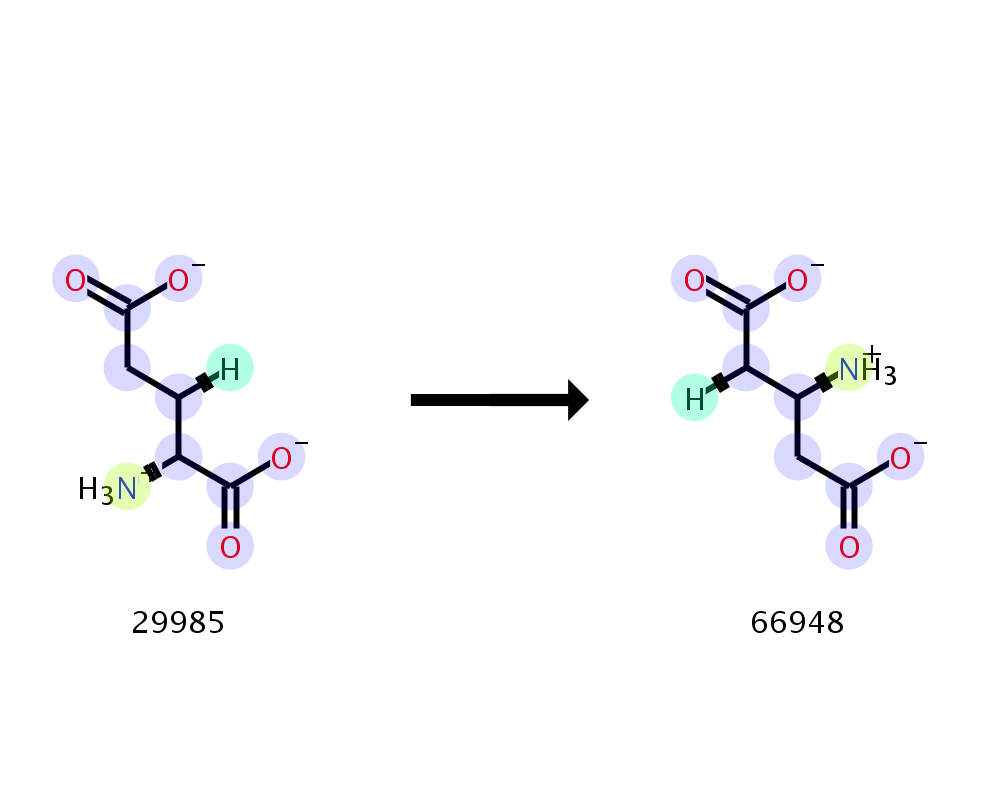 O O⁻ O O⁻
H NH₃⁺
H
O⁻ O⁻
H₃N⁺
O O
29985 66948